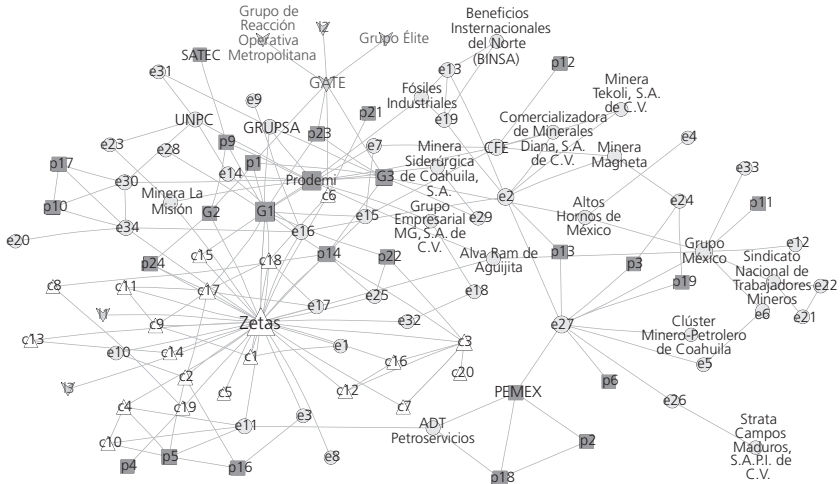 Grupo de
Reacción
Operativa
Metropolitana
Grupo Élite
Beneficios
Insternacionales
del Norte
(BINSA)
SATEC
e31
GATE
e13
p12
Fósiles
Industriales
Minera
Tekoli, S.A.
de C.V.
e9
p21
UNPC
GRUPSA
p23
e19
Comercializadora
de Minerales
Diana, S.A.
de C.V.
e23
e28
p9
e7
CFE
e4
p17
p1
Minera
Siderúrgica
de Coahuila,
S.A.
Minera
Magneta
e33
e30
e14
Prodemi
G3
c6
e2
e24
p11
p10
Minera La
Misión
G2
G1
e15
Grupo
Empresarial
MG, S.A. de
C.V.
e29
Altos
Hornos de
México
e20
e34
e16
c15
c18
p14
p22
Alva Ram de
Aguijita
p13
p3
Grupo
México
e12
p24
p19
Sindicato
Nacional de
Trabajadores
Mineros
e22
c8
c11
c17
e17
e25
e18
e6
e21
c9
Zetas
e32
e27
Clúster
Minero-Petrolero
de Coahuila
c13
e10
c14
c1
e1
c3
c16
e5
c2
c5
c12
c20
PEMEX
p6
c4
c19
c7
e26
e3
e11
ADT
Petroservicios
c10
p5
p4
p16
e8
p2
p18
Strata
Campos
Maduros,
S.A.P.I. de
C.V.